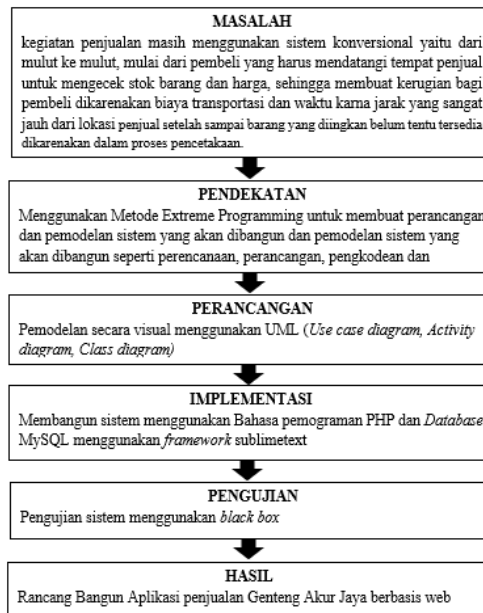 MASALAH
kegiatan penjualan masih menggunakan sistem konversional yaitu dari
mulut ke mulut, mulai dari pembeli yang harus mendatangi tempat penjual
untuk mengecek stok barang dan harga, sehingga membuat kerugian bagi
pembeli dikarenakan biaya transportasi dan waktu karna jarak yang sangat
jauh dari lokasi penjual setelah sampai barang yang diingkan belum tentu tersedia
dikarenakan dalam proses pencetakaan.
PENDEKATAN
Menggunakan Metode Extreme Programming untuk membuat perancangan
dan pemodelan sistem yang akan dibangun dan pemodelan sistem yang
akan dibangun seperti perencanaan, perancangan, pengkodean dan
PERANCANGAN
Pemodelan secara visual menggunakan UML (Use case diagram, Activity
diagram, Class diagram)
IMPLEMENTASI
Membangun sistem menggunakan Bahasa pemograman PHP dan Database
MySQL menggunakan framework sublimetext
PENGUJIAN
Pengujian sistem menggunakan black box
HASIL
Rancang Bangun Aplikasi penjualan Genteng Akur Jaya berbasis web